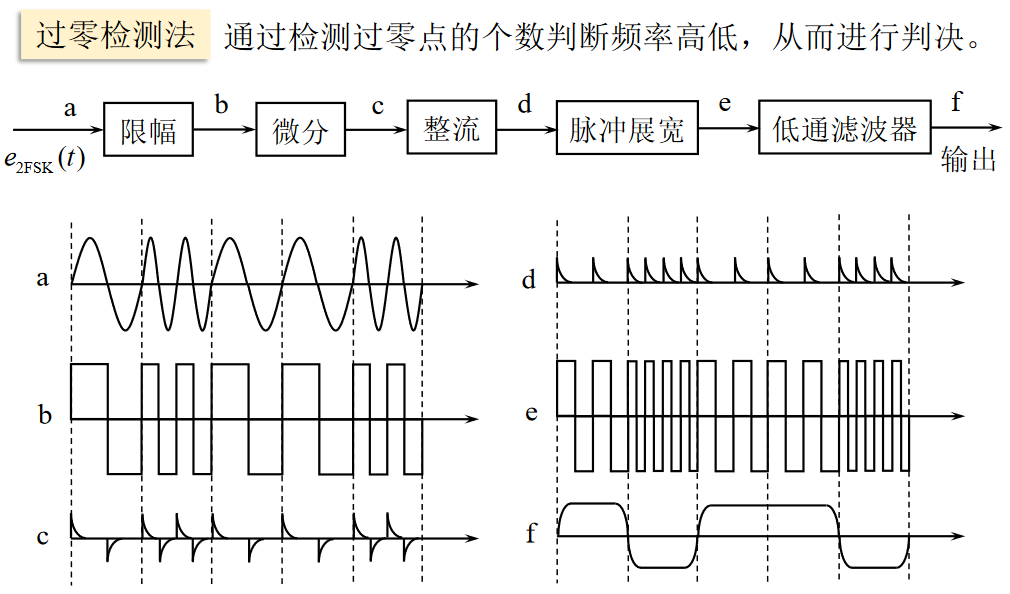 过零检测法 通过检测过零点的个数判断频率高低，从而进行判决。
a b c d e f
限幅 微分 整流 脉冲展宽 低通滤波器
e2FSK(t) 输出
a d
b e
c f